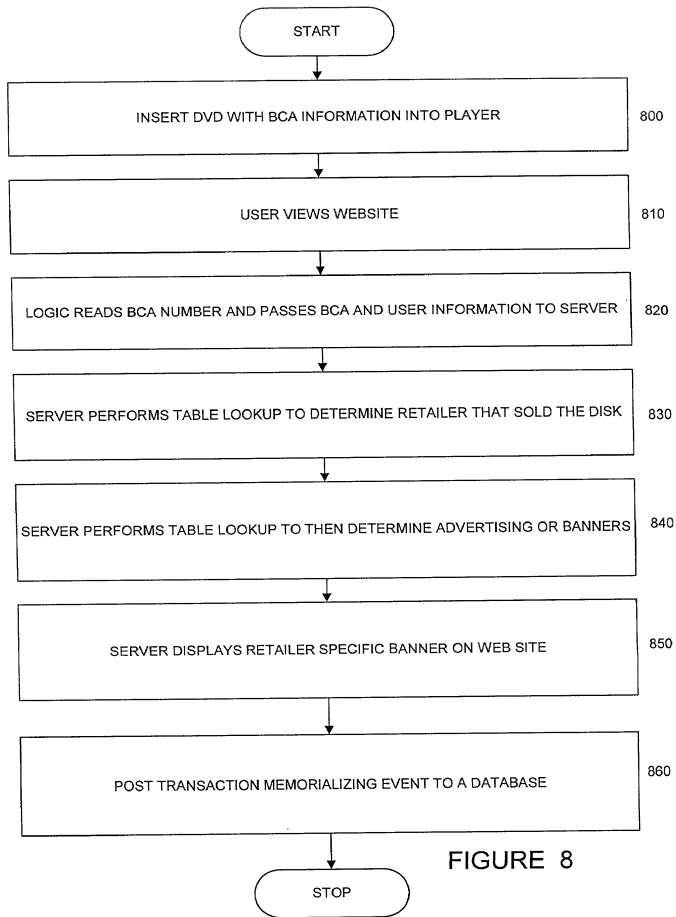 START
INSERT DVD WITH BCA INFORMATION INTO PLAYER
800
USER VIEWS WEBSITE
810
LOGIC READS BCA NUMBER AND PASSES BCA AND USER INFORMATION TO SERVER
820
SERVER PERFORMS TABLE LOOKUP TO DETERMINE RETAILER THAT SOLD THE DISK
830
SERVER PERFORMS TABLE LOOKUP TO THEN DETERMINE ADVERTISING OR BANNERS
840
SERVER DISPLAYS RETAILER SPECIFIC BANNER ON WEB SITE
850
POST TRANSACTION MEMORIALIZING EVENT TO A DATABASE
860
FIGURE 8
STOP